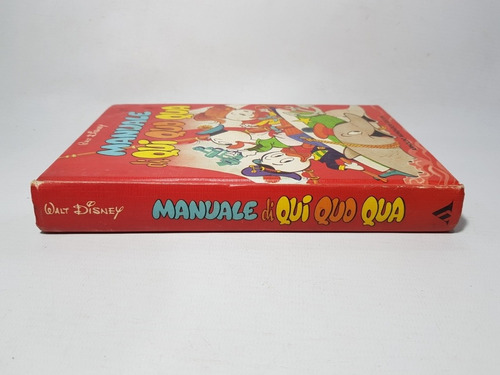 Walt Disney
MANUALE
di QUI QUO QUA
WALT DISNEY MANUALE di QUI QUO QUA